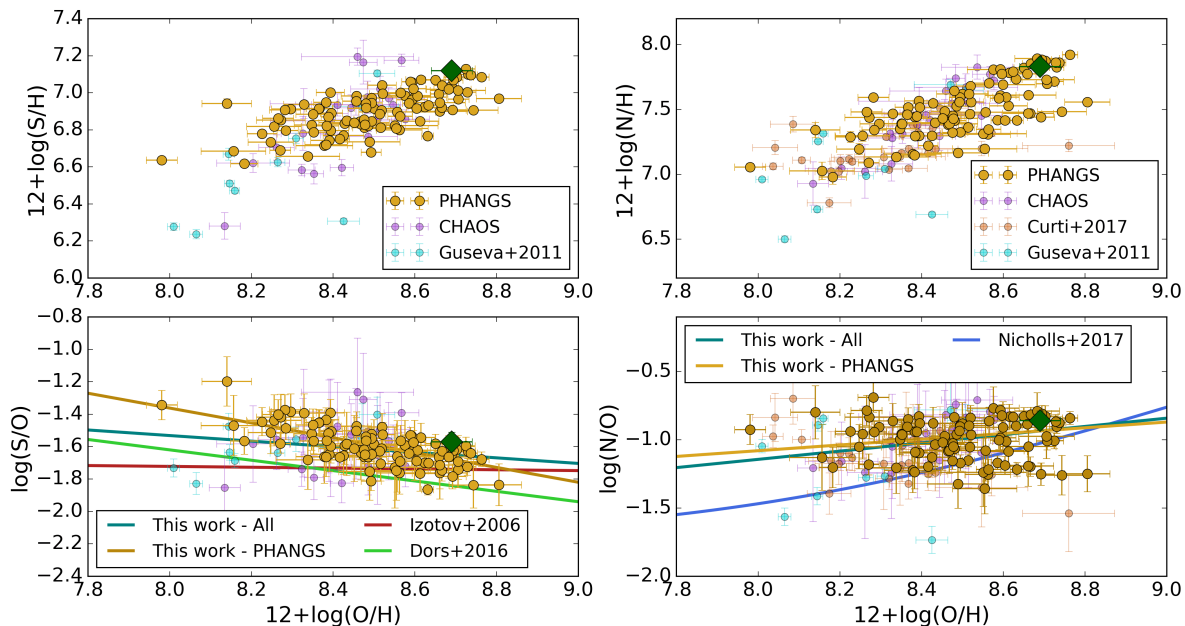 7.4
7.2
7.0
6.8
6.6
6.4
6.2
6.0
12+log(S/H)
PHANGS
CHAOS
Guseva+2011
7.8 8.0 8.2 8.4 8.6 8.8 9.0
8.0
7.5
7.0
6.5
12+log(N/H)
PHANGS
CHAOS
Curti+2017
Guseva+2011
7.8 8.0 8.2 8.4 8.6 8.8 9.0
−0.8
−1.0
−1.2
−1.4
−1.6
−1.8
−2.0
−2.2
−2.4
log(S/O)
This work - All Izotov+2006
This work - PHANGS Dors+2016
7.8 8.0 8.2 8.4 8.6 8.8 9.0
12+log(O/H)
−0.5
−1.0
−1.5
−2.0
log(N/O)
This work - All Nicholls+2017
This work - PHANGS
7.8 8.0 8.2 8.4 8.6 8.8 9.0
12+log(O/H)